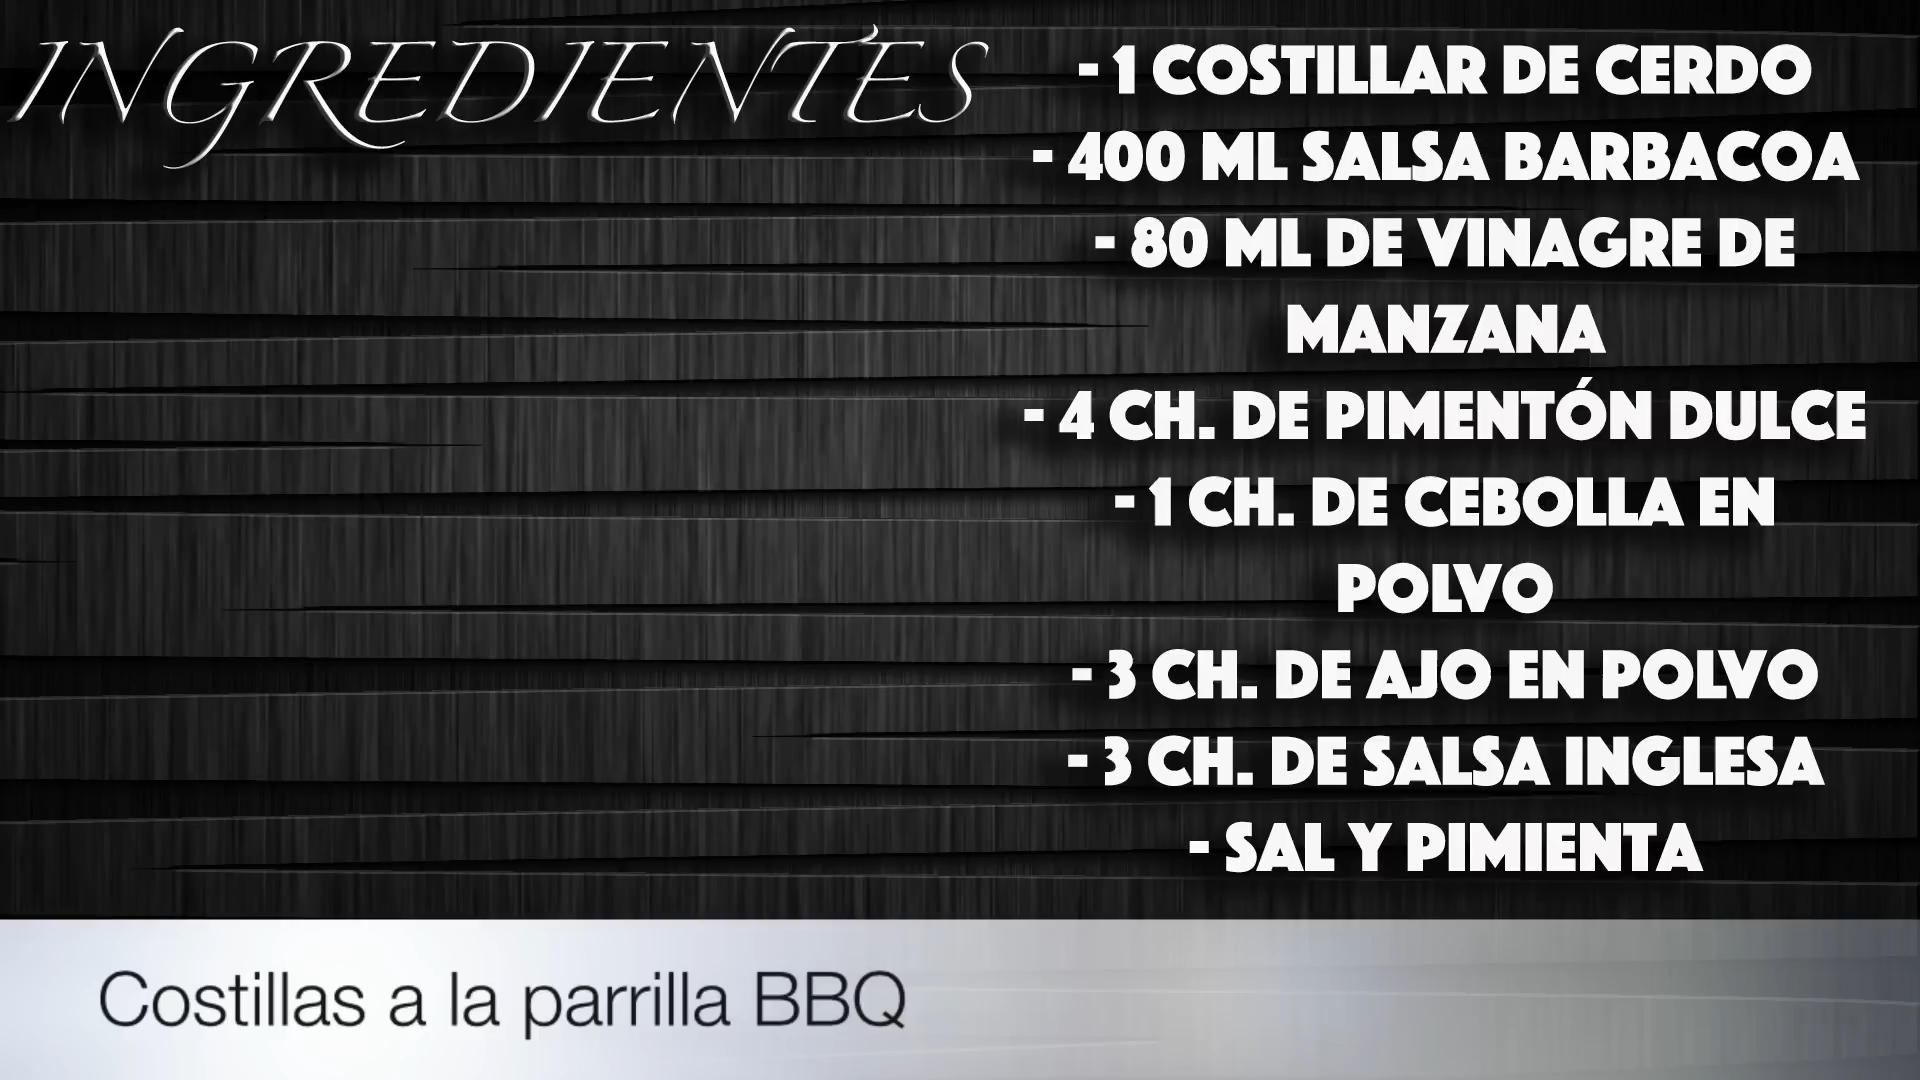 INGREDIENTES
- 1 COSTILLAR DE CERDO
- 400 ML SALSA BARBACOA
- 80 ML DE VINAGRE DE
MANZANA
- 4 CH. DE PIMENTÓN DULCE
- 1 CH. DE CEBOLLA EN
POLVO
- 3 CH. DE AJO EN POLVO
- 3 CH. DE SALSA INGLESA
- SAL Y PIMIENTA
Costillas a la parrilla BBQ